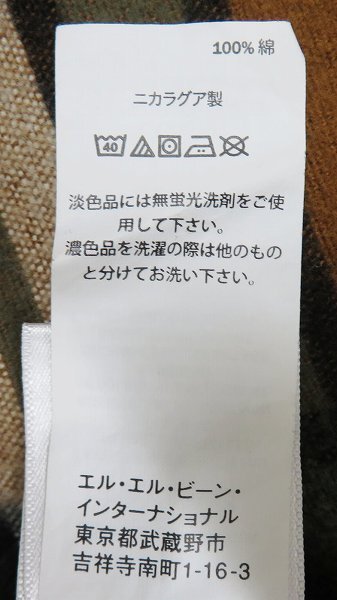 100% 綿
ニカラグア製
40
淡色品には無蛍光洗剤をご使
用して下さい。
濃色品を洗濯の際は他のもの
と分けてお洗い下さい。
エル・エル・ビーン・
インターナショナル
東京都武蔵野市
吉祥寺南町1-16-3